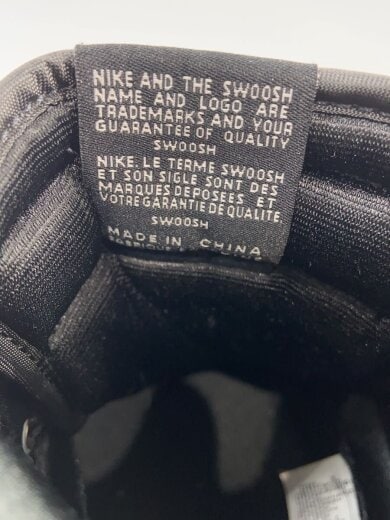 NIKE AND THE SWOOSH
NAME AND LOGO ARE
TRADEMARKS AND YOUR
GUARANTEE OF QUALITY
SWOOSH
NIKE. LE TERME SWOOSH
ET SON SIGLE SONT DES
MARQUES DEPOSÉES ET
VOTRE GARANTIE DE QUALITE.
SWOOSH
MADE IN CHINA